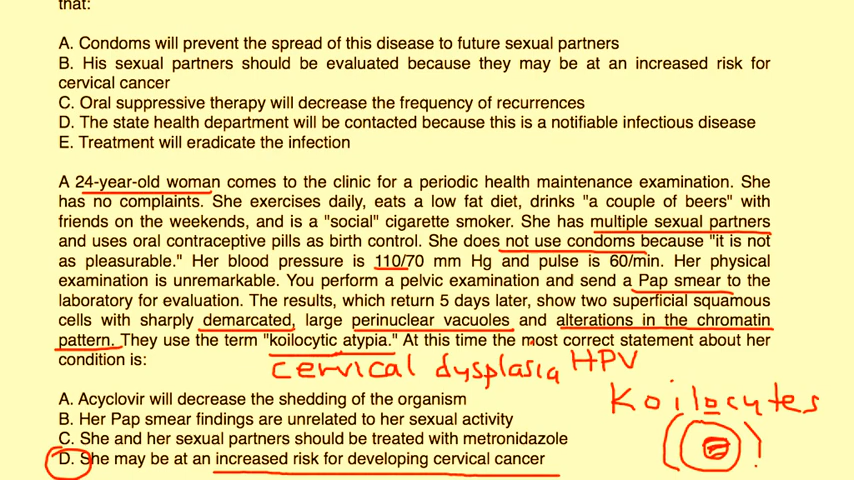 that:
A. Condoms will prevent the spread of this disease to future sexual partners
B. His sexual partners should be evaluated because they may be at an increased risk for
cervical cancer
C. Oral suppressive therapy will decrease the frequency of recurrences
D. The state health department will be contacted because this is a notifiable infectious disease
E. Treatment will eradicate the infection
A 24-year-old woman comes to the clinic for a periodic health maintenance examination. She
has no complaints. She exercises daily, eats a low fat diet, drinks "a couple of beers" with
friends on the weekends, and is a "social" cigarette smoker. She has multiple sexual partners
and uses oral contraceptive pills as birth control. She does not use condoms because "it is not
as pleasurable." Her blood pressure is 110/70 mm Hg and pulse is 60/min. Her physical
examination is unremarkable. You perform a pelvic examination and send a Pap smear to the
laboratory for evaluation. The results, which return 5 days later, show two superficial squamous
cells with sharply demarcated, large perinuclear vacuoles and alterations in the chromatin
pattern. They use the term "koilocytic atypia." At this time the most correct statement about her
condition is:
cervical dysplasia HPV
Koilocytes
A. Acyclovir will decrease the shedding of the organism
B. Her Pap smear findings are unrelated to her sexual activity
C. She and her sexual partners should be treated with metronidazole
D. She may be at an increased risk for developing cervical cancer